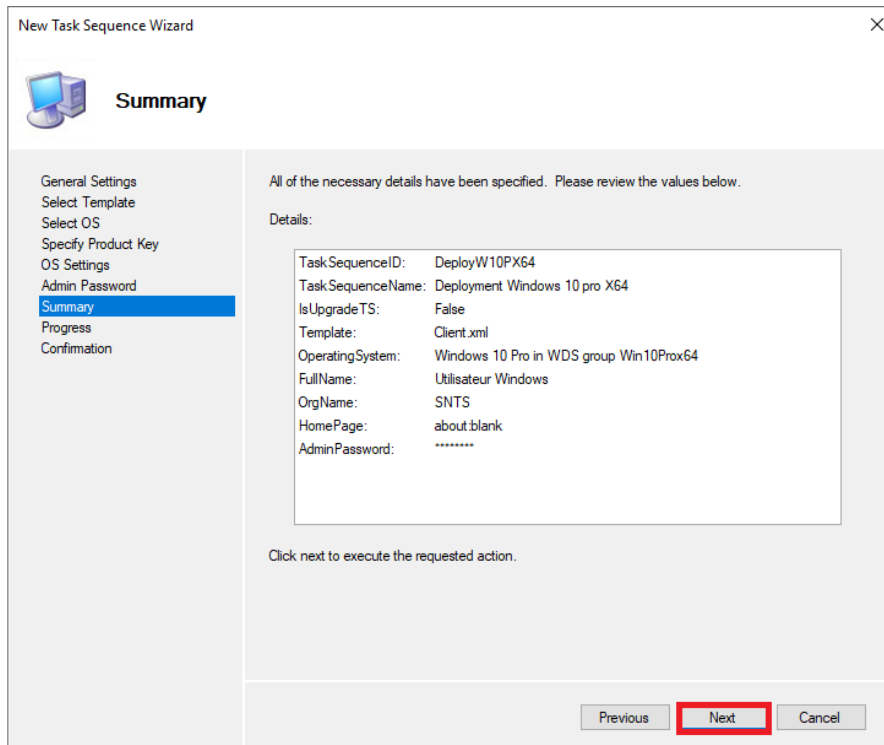 New Task Sequence Wizard
Summary
General Settings
Select Template
Select OS
Specify Product Key
OS Settings
Admin Password
Summary
Progress
Confirmation
All of the necessary details have been specified. Please review the values below.
Details:
TaskSequenceID: DeployW10PX64
TaskSequenceName: Deployment Windows 10 pro X64
IsUpgradeTS: False
Template: Client.xml
OperatingSystem: Windows 10 Pro in WDS group Win10Prox64
FullName: Utilisateur Windows
OrgName: SNTS
HomePage: about:blank
AdminPassword: ********
Click next to execute the requested action.
Previous Next Cancel